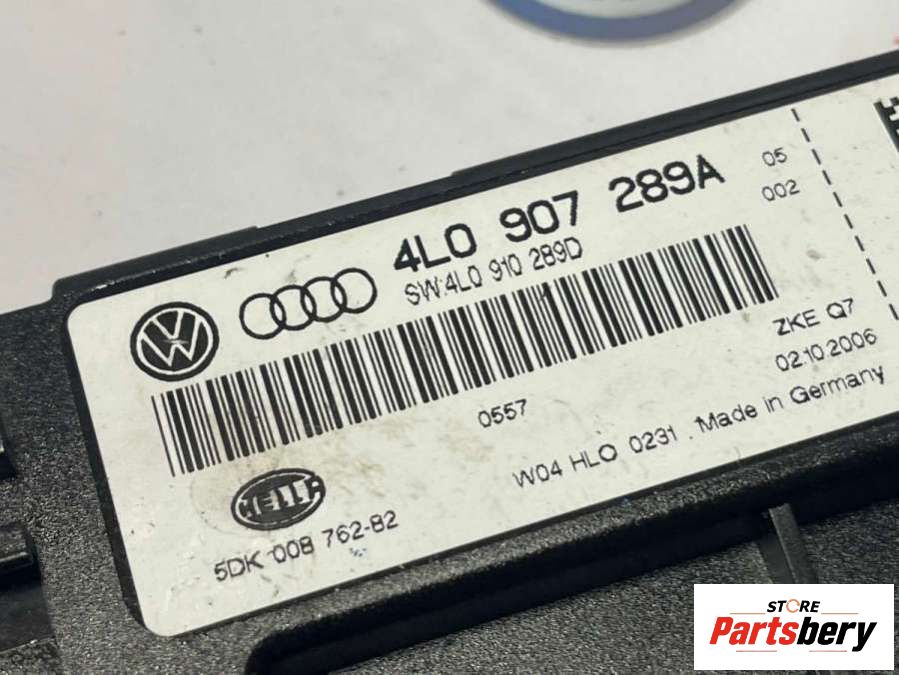 4L0 907 289A
05
002
SW:4L0 910 289D
ZKE Q7
02.10.2006
0557
W04 HLO 0231 . Made in Germany
HELLA
5DK 008 762-82
STORE
Partsbery